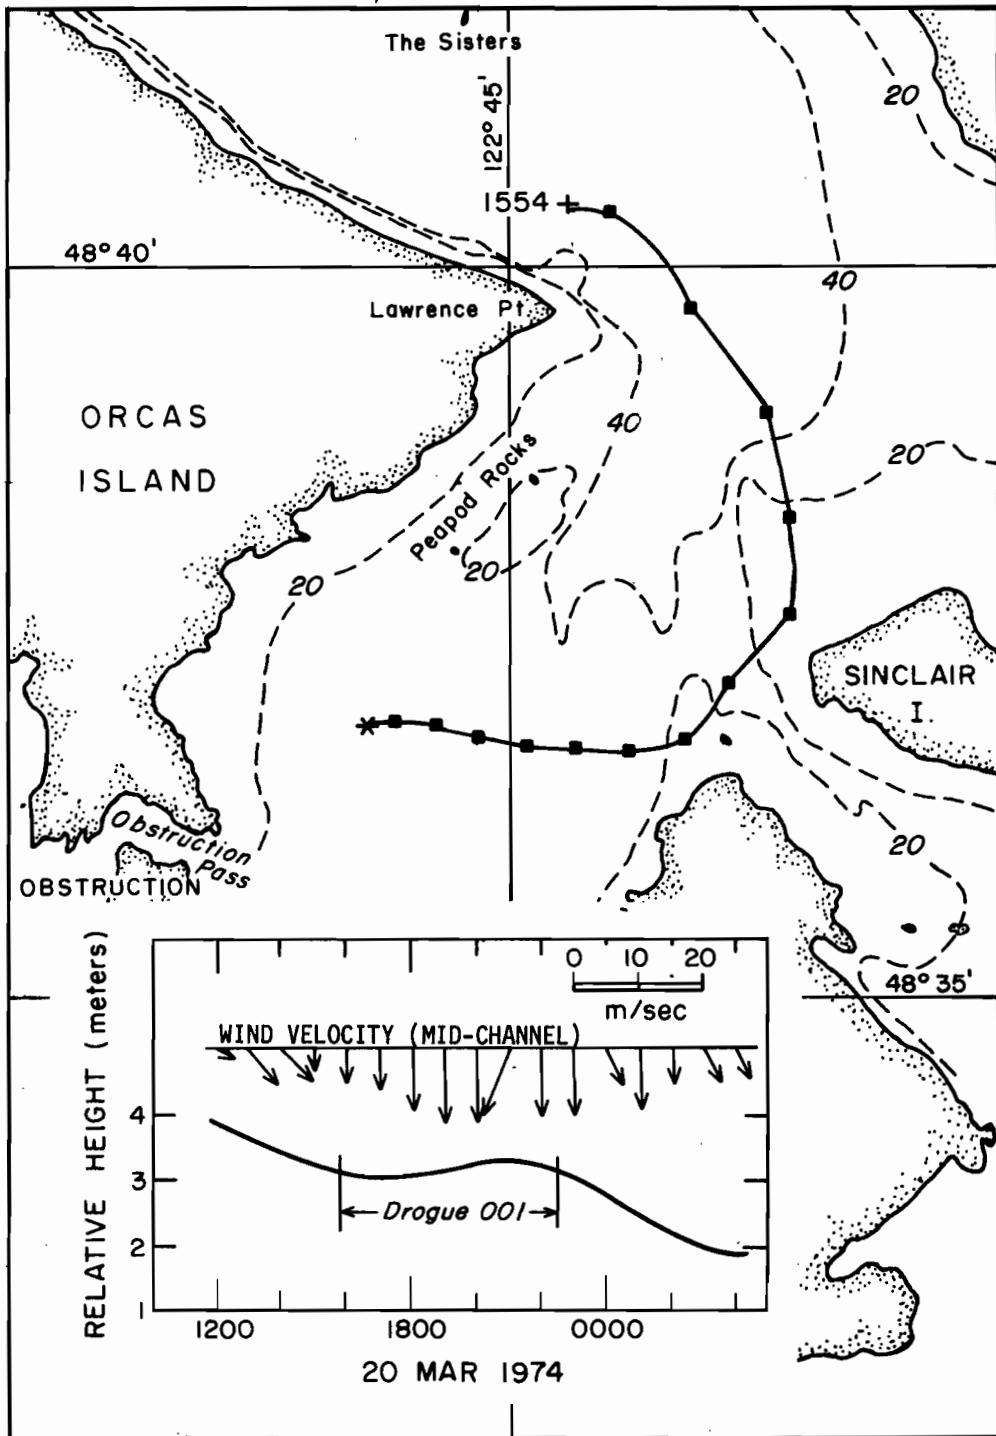 The Sisters
122° 45'
20
1554
48° 40'
40
Lawrence Pt.
ORCAS
ISLAND
40
20
Peapod Rocks
20
20
SINCLAIR
I.
Obstruction
Pass
OBSTRUCTION
20
48° 35'
RELATIVE HEIGHT (meters)
0 10 20
m/sec
WIND VELOCITY (MID-CHANNEL)
4
3
2
1
Drogue 001
1200 1800 0000
20 MAR 1974